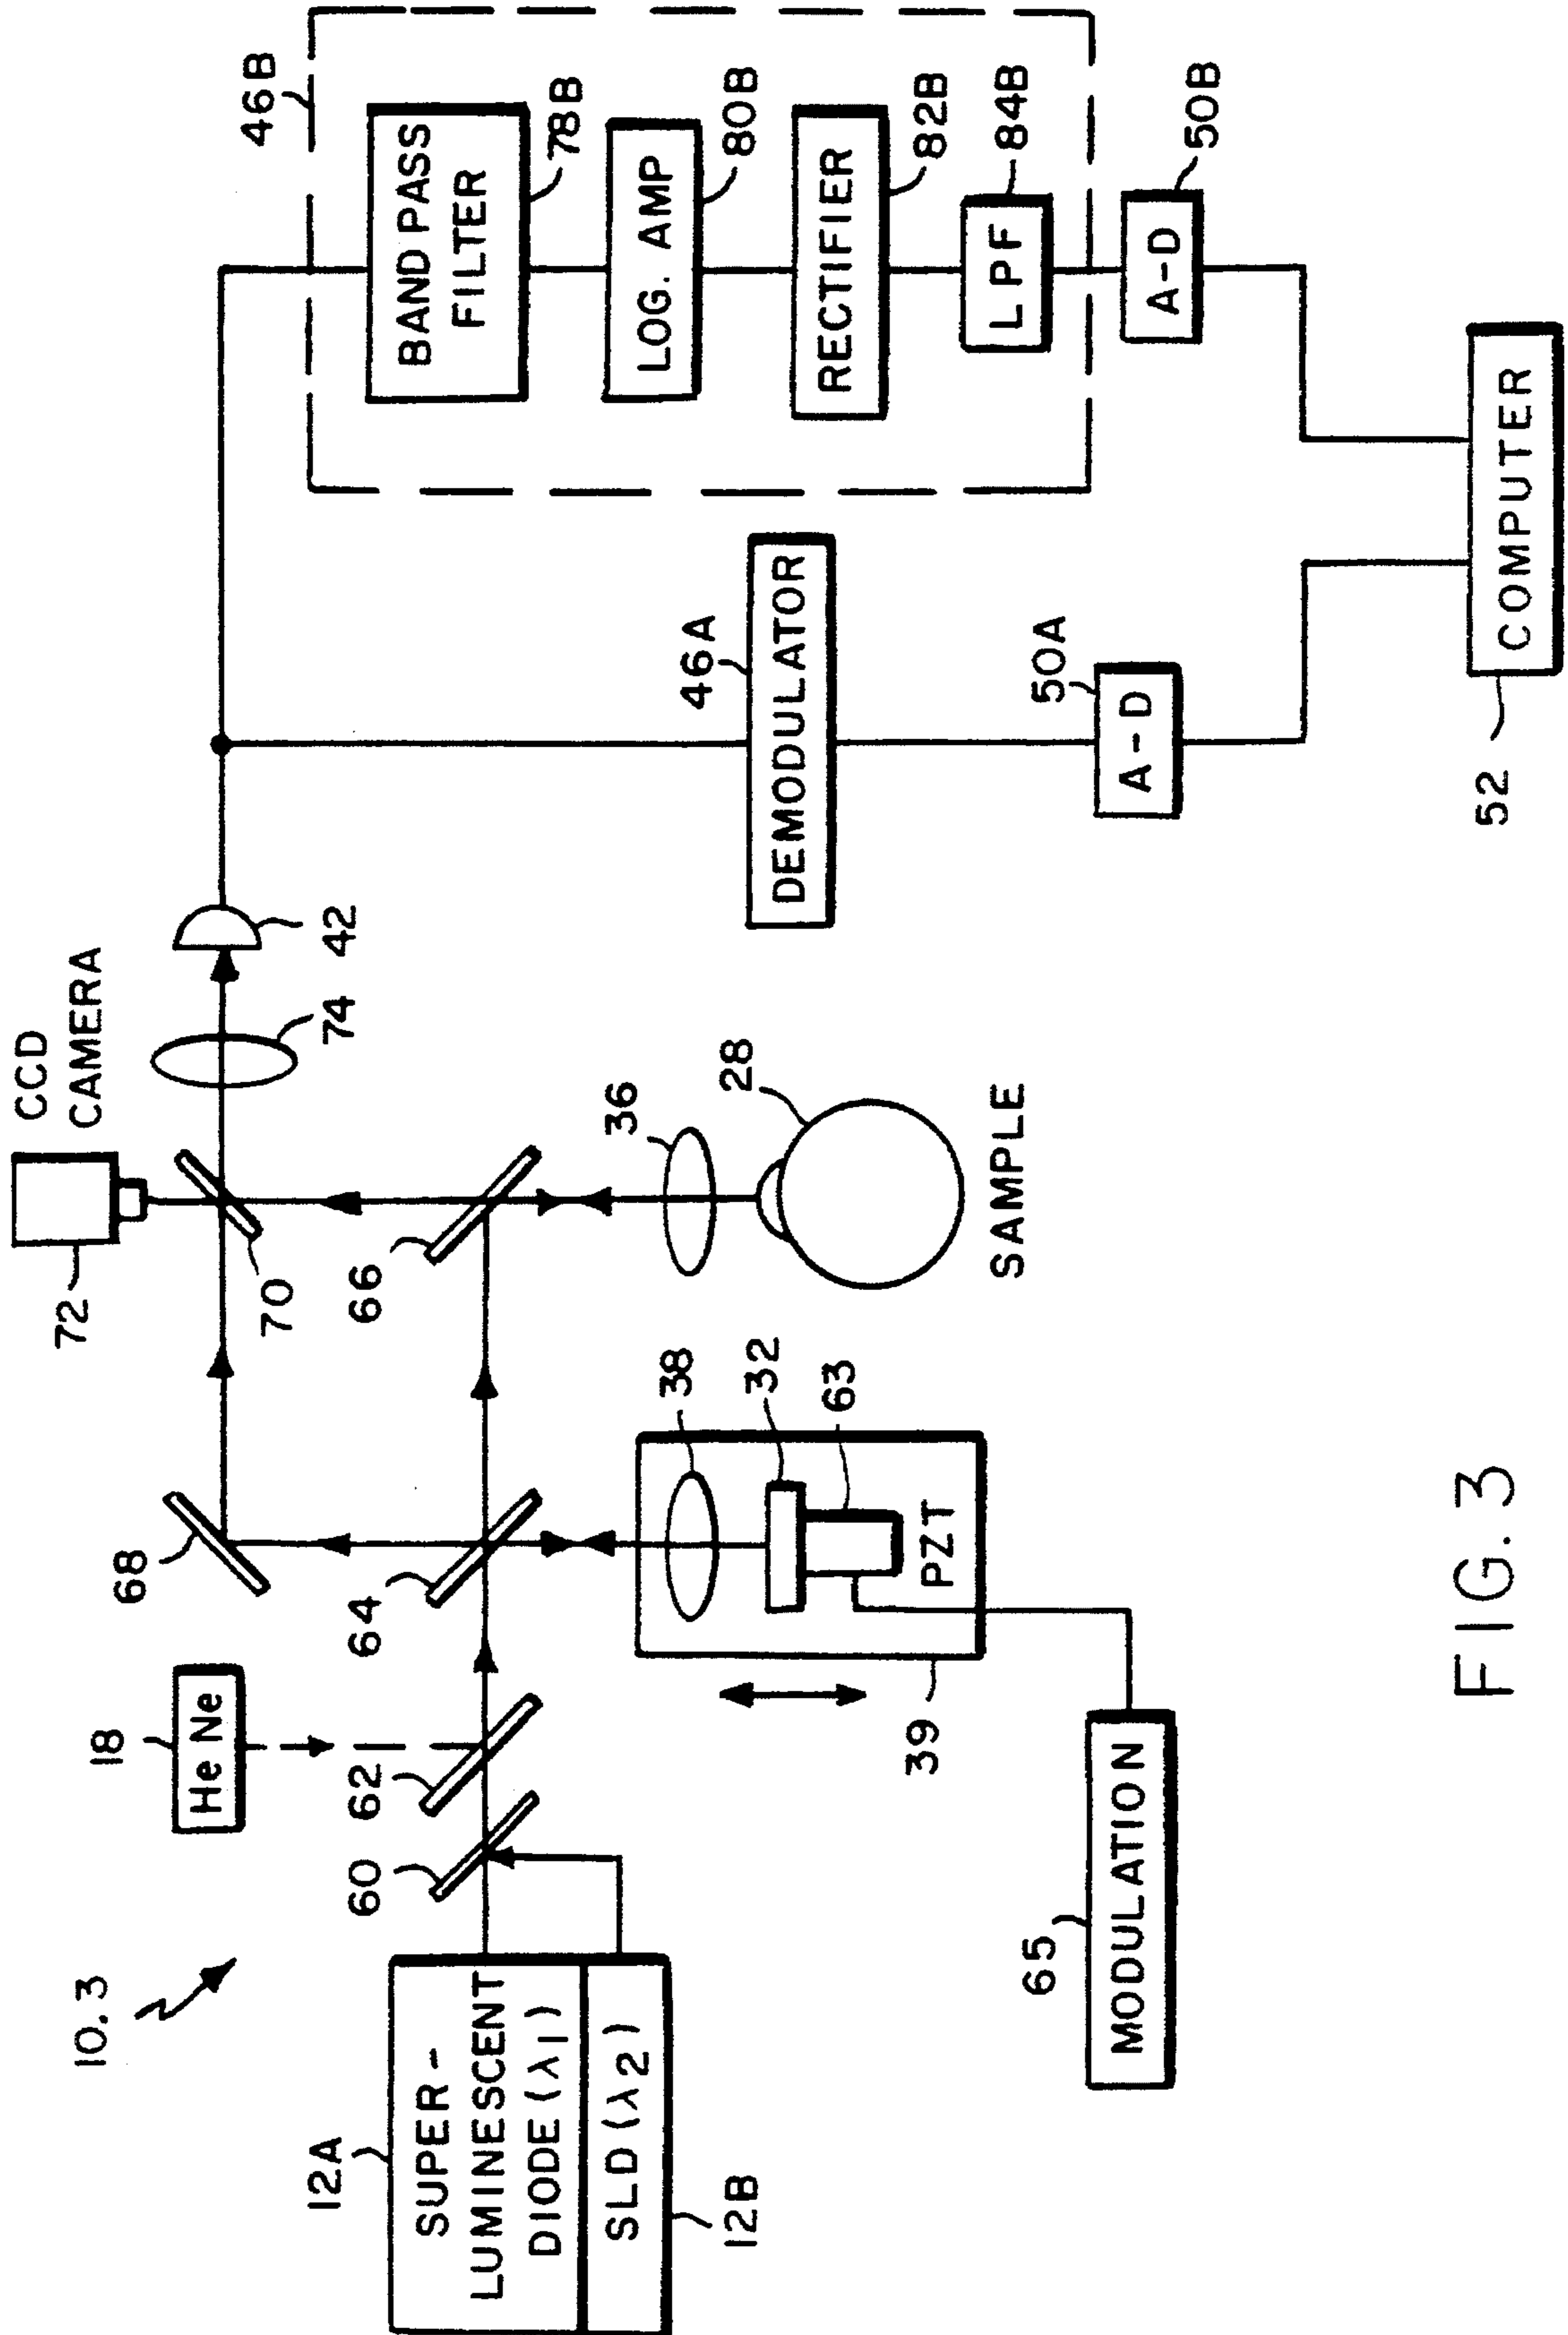 10.3
12A
SUPER-
LUMINESCENT
DIODE (λ1)
SLD (λ2)
12B
60
62
18
He Ne
64
68
66
70
72
CCD
CAMERA
74
42
38
32
63
PZT
39
65
MODULATION
36
28
SAMPLE
46A
DEMODULATOR
50A
A-D
46B
BAND PASS
FILTER
78B
LOG. AMP
80B
RECTIFIER
82B
LPF
84B
A-D
50B
COMPUTER
52
FIG. 3